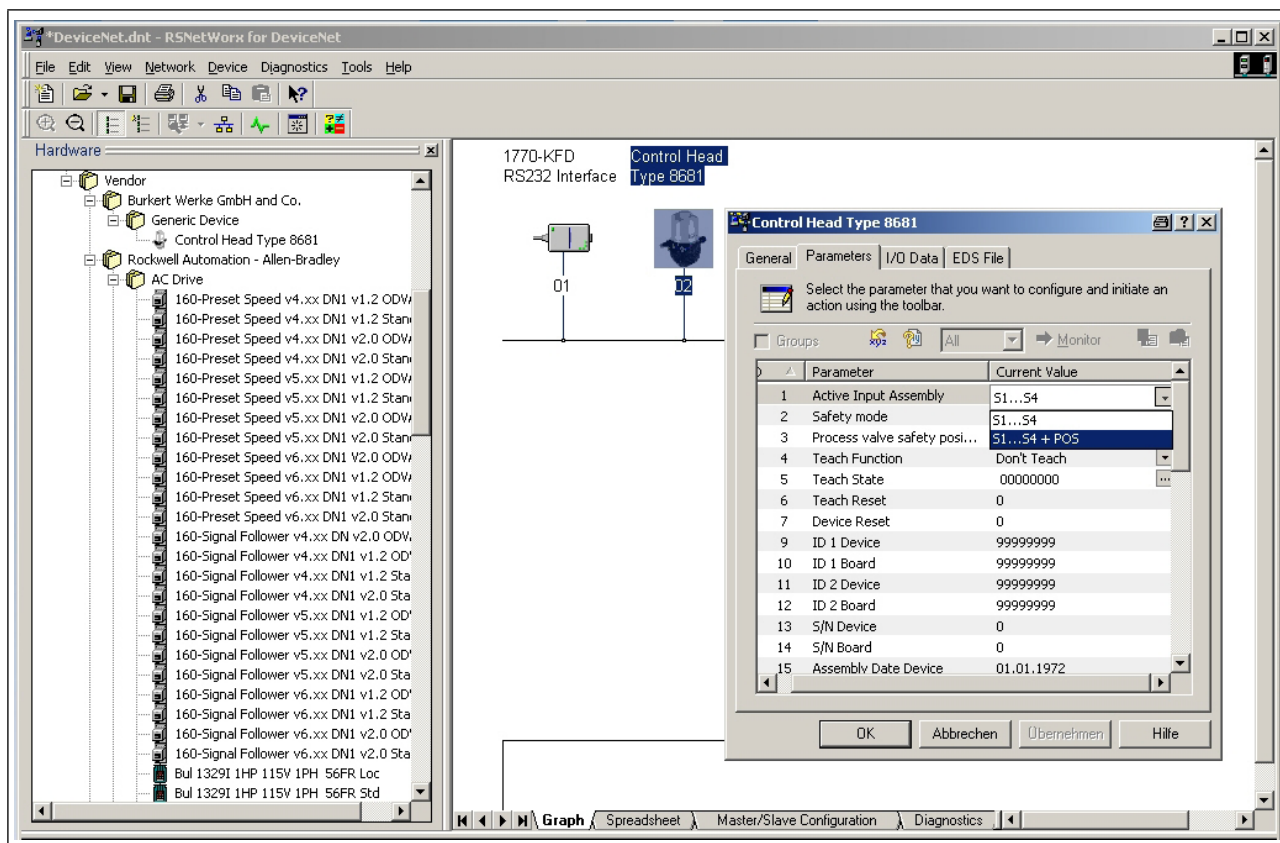 *DeviceNet.dnt - RSNetWorx for DeviceNet
File Edit View Network Device Diagnostics Tools Help
Hardware
Vendor
Burkert Werke GmbH and Co.
Generic Device
Control Head Type 8681
Rockwell Automation - Allen-Bradley
AC Drive
160-Preset Speed v4.xx DN1 v1.2 ODVA
160-Preset Speed v4.xx DN1 v1.2 Stan
160-Preset Speed v4.xx DN1 v2.0 ODVA
160-Preset Speed v4.xx DN1 v2.0 Stan
160-Preset Speed v5.xx DN1 v1.2 ODVA
160-Preset Speed v5.xx DN1 v1.2 Stan
160-Preset Speed v5.xx DN1 v2.0 ODVA
160-Preset Speed v5.xx DN1 v2.0 Stan
160-Preset Speed v6.xx DN1 V2.0 ODVA
160-Preset Speed v6.xx DN1 v1.2 ODVA
160-Preset Speed v6.xx DN1 v1.2 Stan
160-Preset Speed v6.xx DN1 v2.0 Stan
160-Signal Follower v4.xx DN v2.0 ODVA
160-Signal Follower v4.xx DN1 v1.2 OD
160-Signal Follower v4.xx DN1 v1.2 Sta
160-Signal Follower v4.xx DN1 v2.0 Sta
160-Signal Follower v5.xx DN1 v1.2 OD
160-Signal Follower v5.xx DN1 v1.2 Sta
160-Signal Follower v5.xx DN1 v2.0 OD
160-Signal Follower v5.xx DN1 v2.0 Sta
160-Signal Follower v6.xx DN1 v1.2 OD
160-Signal Follower v6.xx DN1 v1.2 Sta
160-Signal Follower v6.xx DN1 v2.0 OD
160-Signal Follower v6.xx DN1 v2.0 Sta
Bul 1329I 1HP 115V 1PH 56FR Loc
Bul 1329I 1HP 115V 1PH 56FR Std
1770-KFD
RS232 Interface
Control Head
Type 8681
01
02
Control Head Type 8681
General Parameters I/O Data EDS File
Select the parameter that you want to configure and initiate an
action using the toolbar.
Groups All Monitor
Parameter Current Value
1 Active Input Assembly S1...S4
2 Safety mode S1...S4
3 Process valve safety posi... S1...S4 + POS
4 Teach Function Don't Teach
5 Teach State 00000000
6 Teach Reset 0
7 Device Reset 0
9 ID 1 Device 99999999
10 ID 1 Board 99999999
11 ID 2 Device 99999999
12 ID 2 Board 99999999
13 S/N Device 0
14 S/N Board 0
15 Assembly Date Device 01.01.1972
OK Abbrechen Übernehmen Hilfe
Graph Spreadsheet Master/Slave Configuration Diagnostics